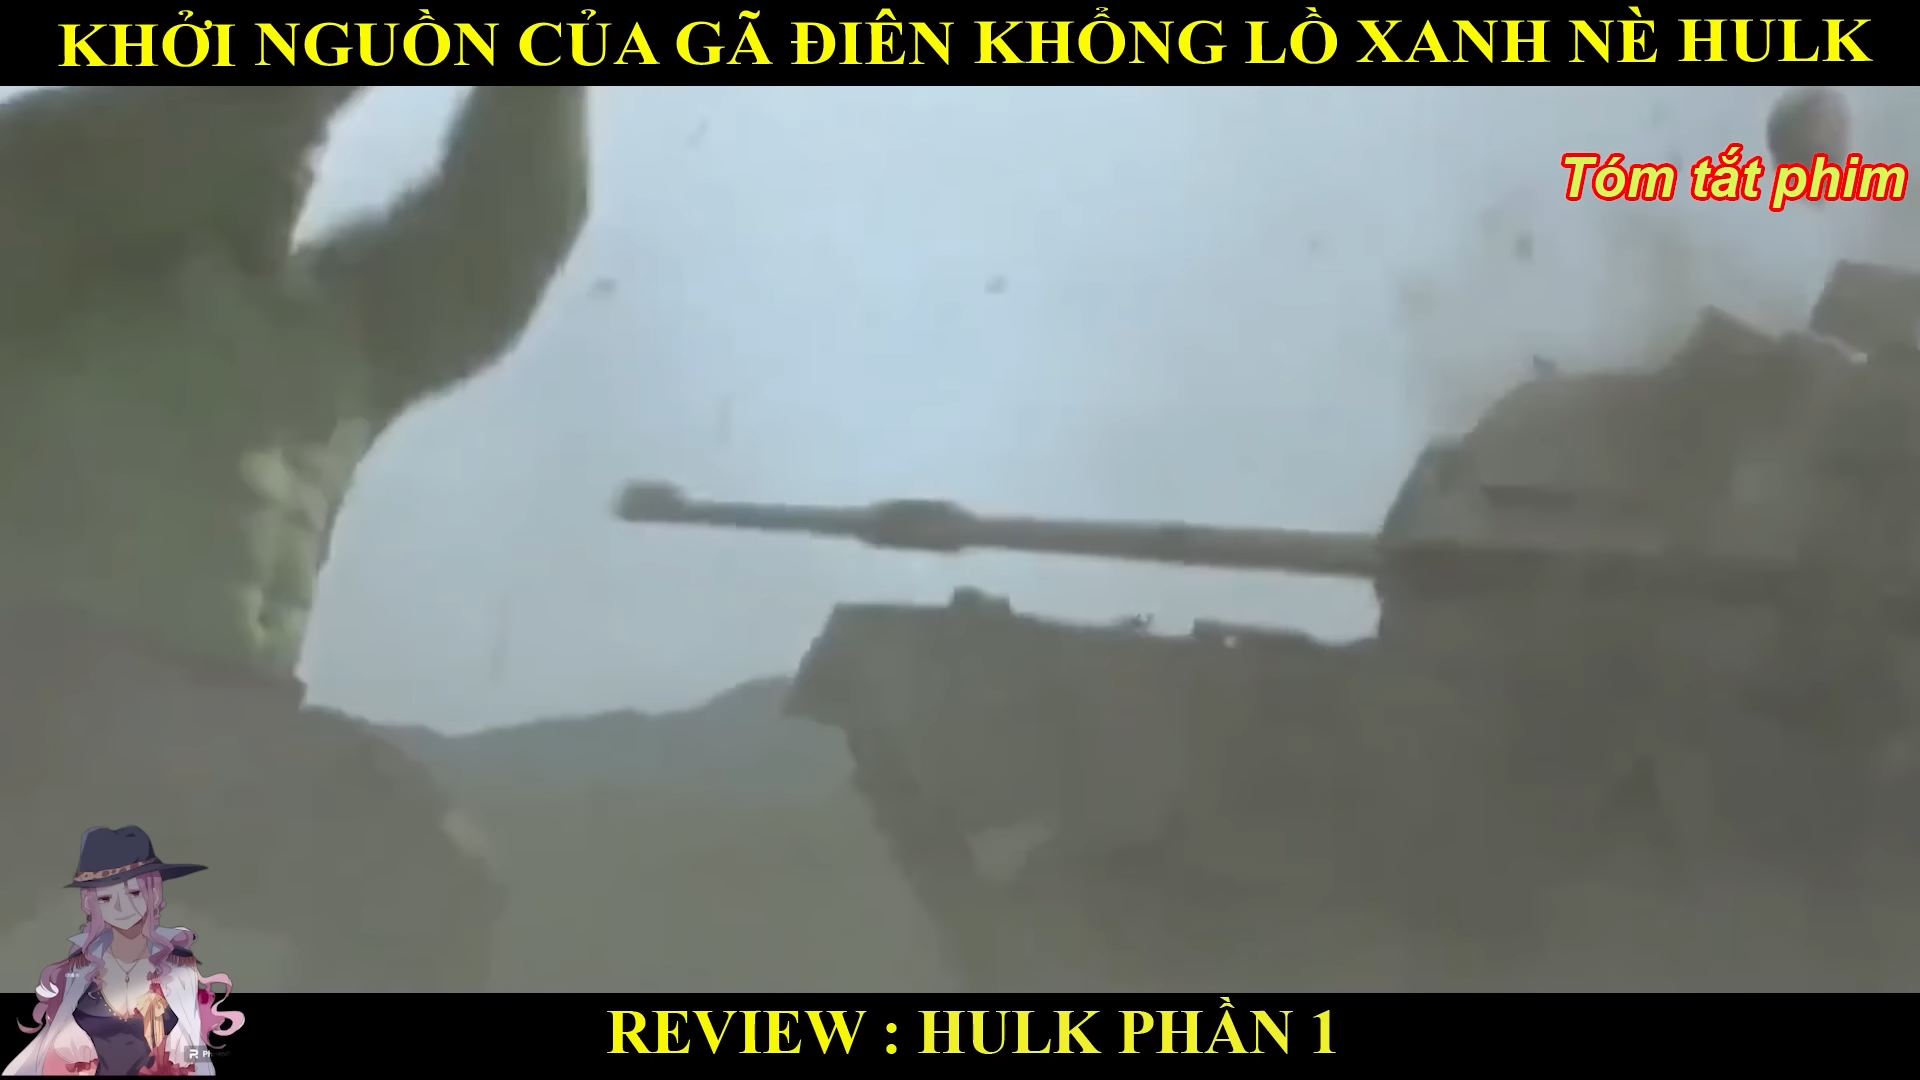 KHỞI NGUỒN CỦA GÃ ĐIÊN KHỔNG LỒ XANH NÈ HULK
Tóm tắt phim
REVIEW : HULK PHẦN 1